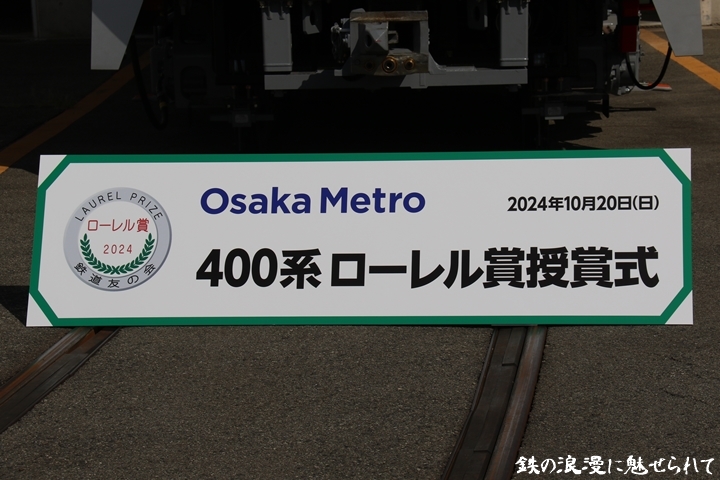 LAUREL PRIZE
ローレル賞
2024
鉄道友の会
Osaka Metro
2024年10月20日(日)
400系 ローレル賞授賞式
鉄の浪漫に魅せられて